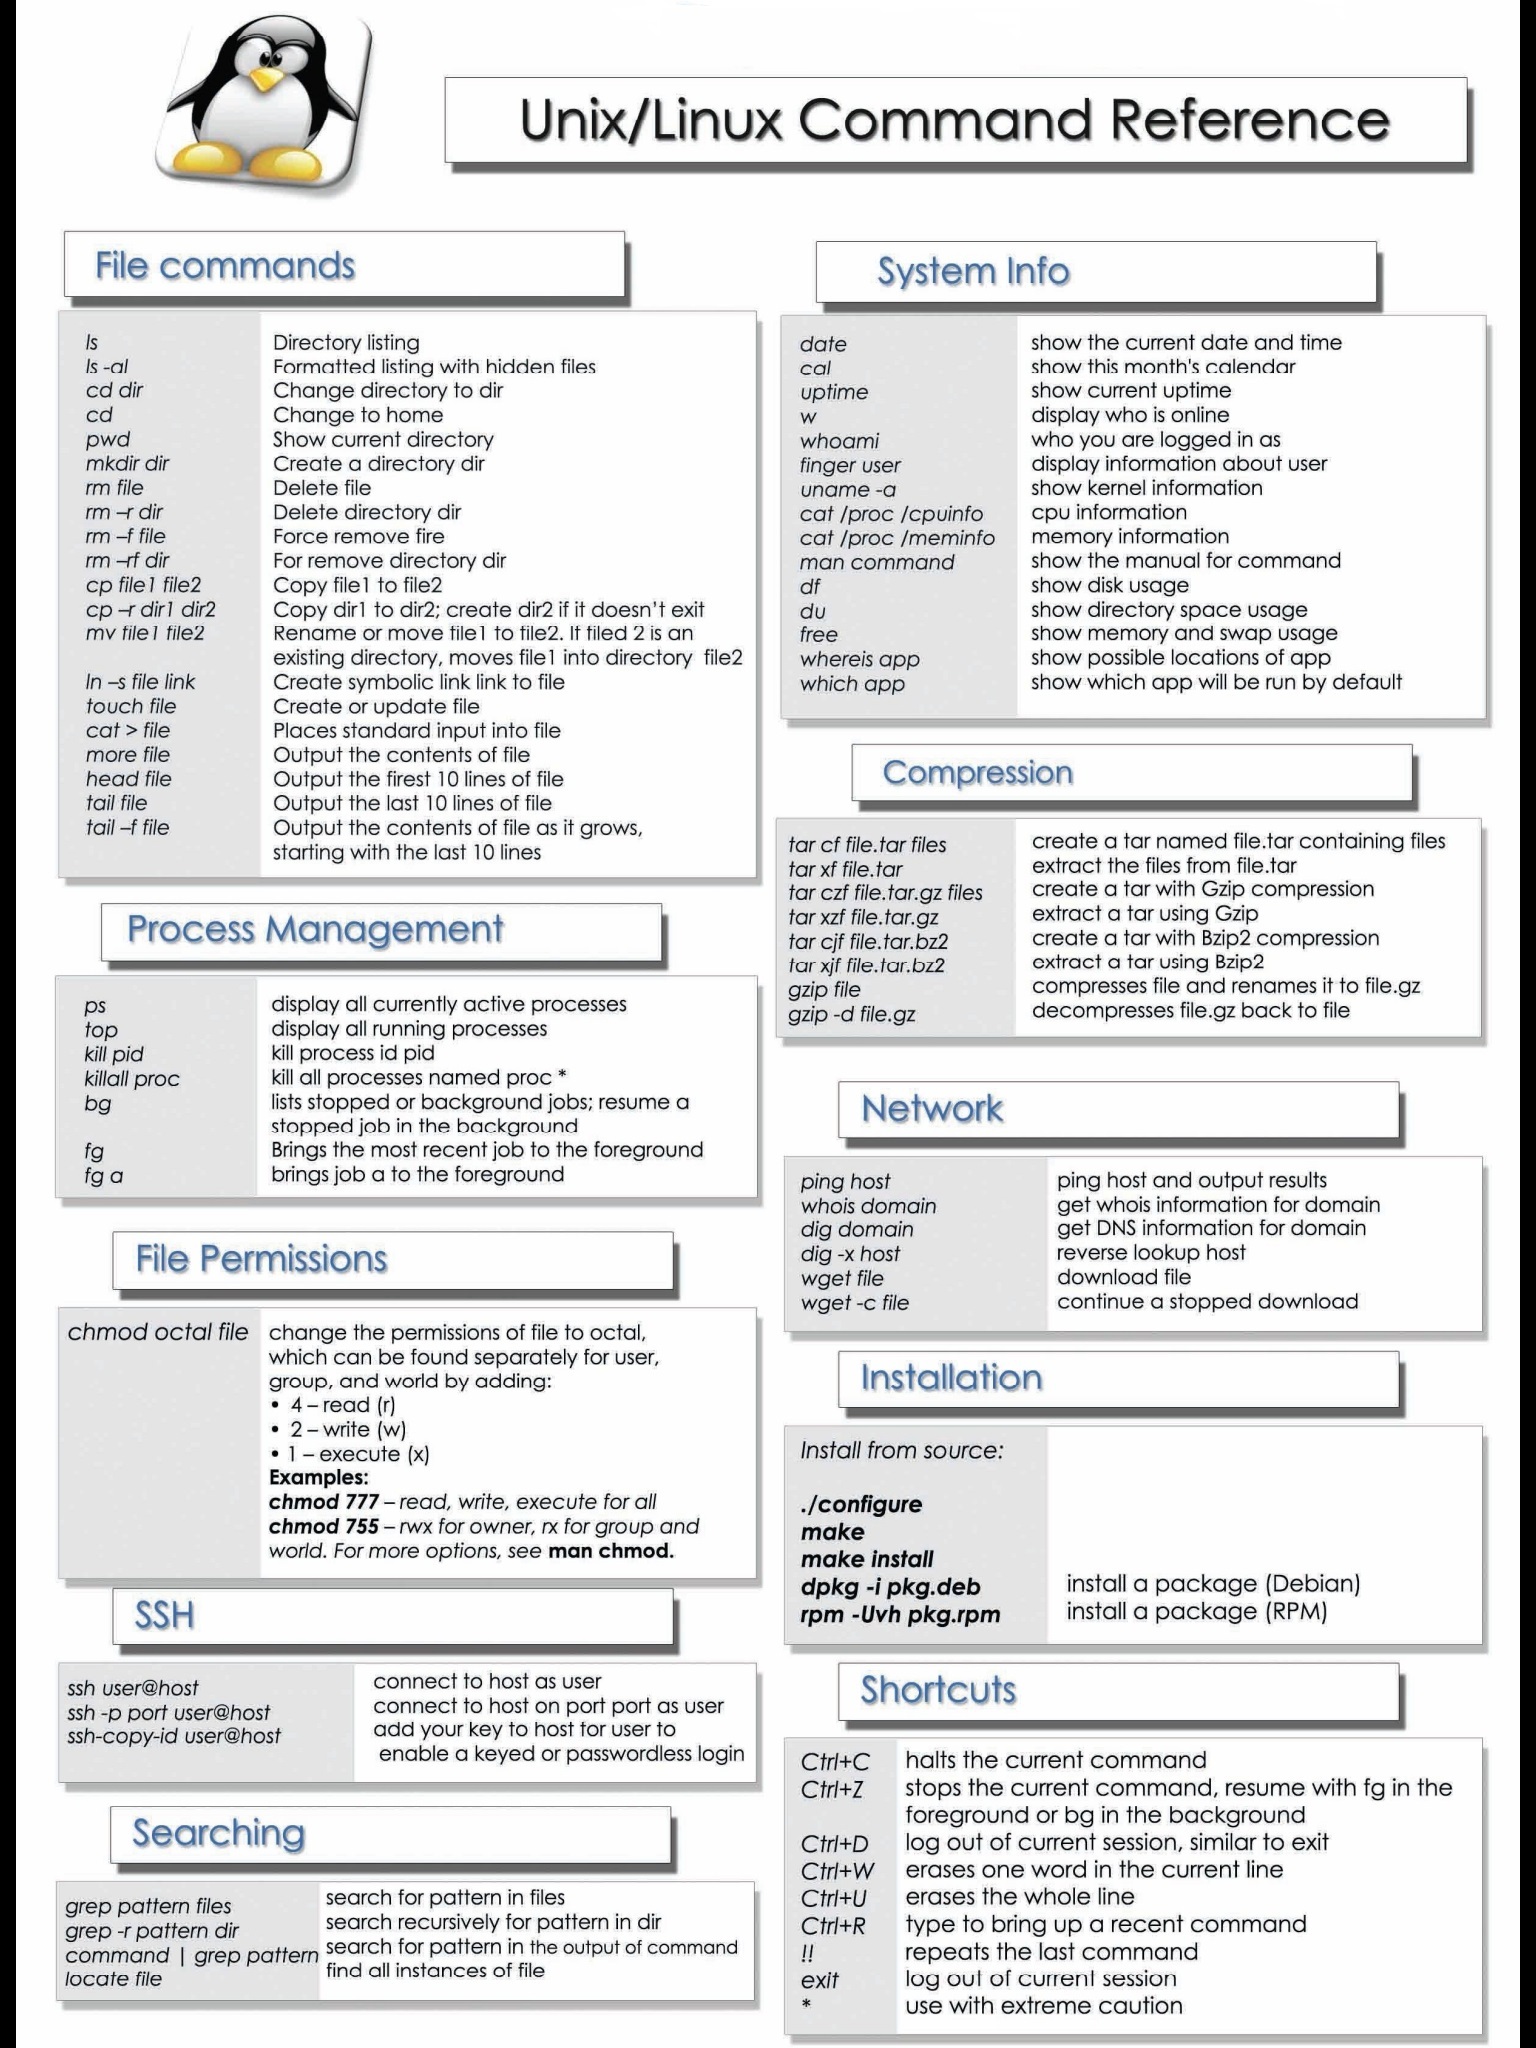 Unix/Linux Command Reference
File commands
ls Directory listing
ls -al Formatted listing with hidden files
cd dir Change directory to dir
cd Change to home
pwd Show current directory
mkdir dir Create a directory dir
rm file Delete file
rm –r dir Delete directory dir
rm –f file Force remove fire
rm –rf dir For remove directory dir
cp file1 file2 Copy file1 to file2
cp –r dir1 dir2 Copy dir1 to dir2; create dir2 if it doesn't exit
mv file1 file2 Rename or move file1 to file2. If filed 2 is an
existing directory, moves file1 into directory file2
ln –s file link Create symbolic link link to file
touch file Create or update file
cat > file Places standard input into file
more file Output the contents of file
head file Output the fierst 10 lines of file
tail file Output the last 10 lines of file
tail –f file Output the contents of file as it grows,
starting with the last 10 lines
Process Management
ps display all currently active processes
top display all running processes
kill pid kill process id pid
killall proc kill all processes named proc *
bg lists stopped or background jobs; resume a
stopped job in the background
fg Brings the most recent job to the foreground
fg a brings job a to the foreground
File Permissions
chmod octal file change the permissions of file to octal,
which can be found separately for user,
group, and world by adding:
• 4 – read (r)
• 2 – write (w)
• 1 – execute (x)
Examples:
chmod 777 – read, write, execute for all
chmod 755 – rwx for owner, rx for group and
world. For more options, see man chmod.
SSH
ssh user@host connect to host as user
ssh -p port user@host connect to host on port port as user
ssh-copy-id user@host add your key to host for user to
enable a keyed or passwordless login
Searching
grep pattern files search for pattern in files
grep -r pattern dir search recursively for pattern in dir
command | grep pattern search for pattern in the output of command
locate file find all instances of file
System Info
date show the current date and time
cal show this month's calendar
uptime show current uptime
w display who is online
whoami who you are logged in as
finger user display information about user
uname -a show kernel information
cat /proc /cpuinfo cpu information
cat /proc /meminfo memory information
man command show the manual for command
df show disk usage
du show directory space usage
free show memory and swap usage
whereis app show possible locations of app
which app show which app will be run by default
Compression
tar cf file.tar files create a tar named file.tar containing files
tar xf file.tar extract the files from file.tar
tar czf file.tar.gz files create a tar with Gzip compression
tar xzf file.tar.gz extract a tar using Gzip
tar cjf file.tar.bz2 create a tar with Bzip2 compression
tar xjf file.tar.bz2 extract a tar using Bzip2
gzip file compresses file and renames it to file.gz
gzip -d file.gz decompresses file.gz back to file
Network
ping host ping host and output results
whois domain get whois information for domain
dig domain get DNS information for domain
dig -x host reverse lookup host
wget file download file
wget -c file continue a stopped download
Installation
Install from source:
./configure
make
make install
dpkg -i pkg.deb install a package (Debian)
rpm -Uvh pkg.rpm install a package (RPM)
Shortcuts
Ctrl+C halts the current command
Ctrl+Z stops the current command, resume with fg in the
foreground or bg in the background
Ctrl+D log out of current session, similar to exit
Ctrl+W erases one word in the current line
Ctrl+U erases the whole line
Ctrl+R type to bring up a recent command
!! repeats the last command
exit log out of current session
* use with extreme caution